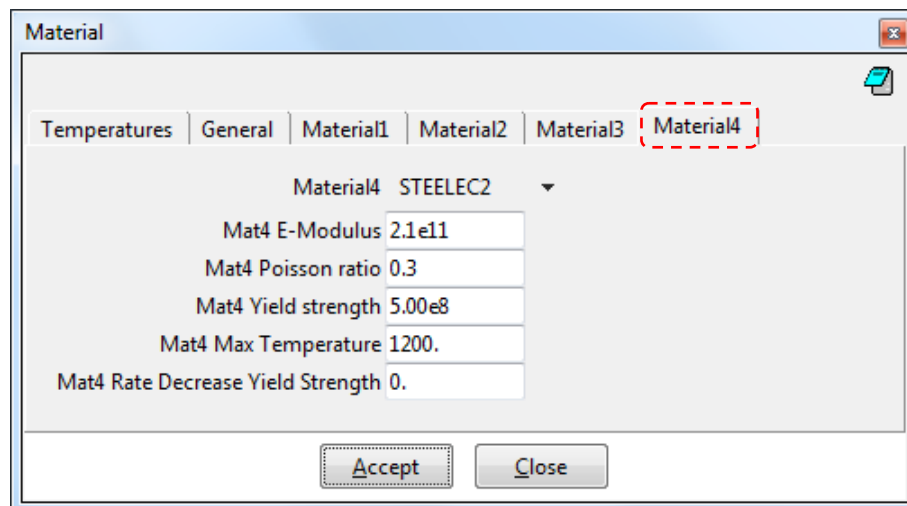 Material
Temperatures General Material1 Material2 Material3 Material4
Material4 STEELEC2
Mat4 E-Modulus 2.1e11
Mat4 Poisson ratio 0.3
Mat4 Yield strength 5.00e8
Mat4 Max Temperature 1200.
Mat4 Rate Decrease Yield Strength 0.
Accept Close